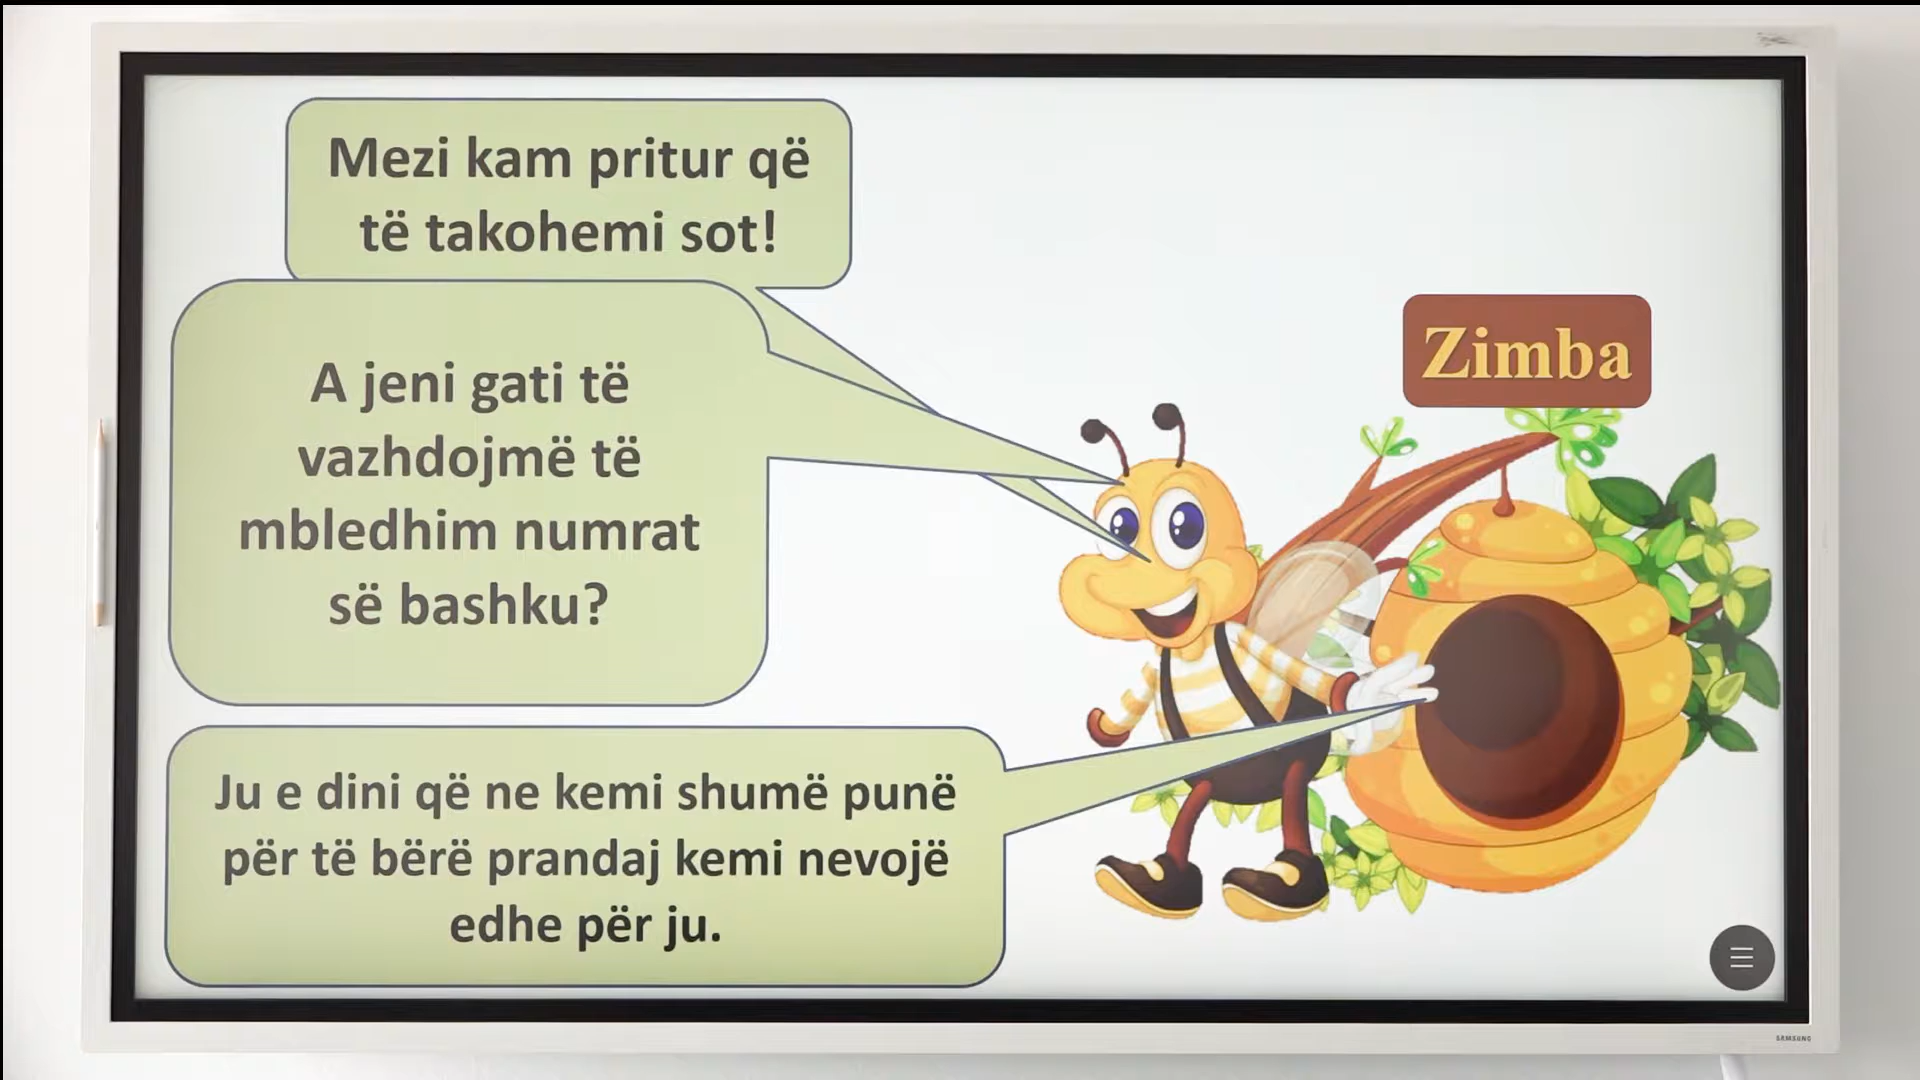 Mezi kam pritur që
të takohemi sot!
A jeni gati të
vazhdojmë të
mbledhim numrat
së bashku?
Ju e dini që ne kemi shumë punë
për të bërë prandaj kemi nevojë
edhe për ju.
Zimba
SAMSUNG